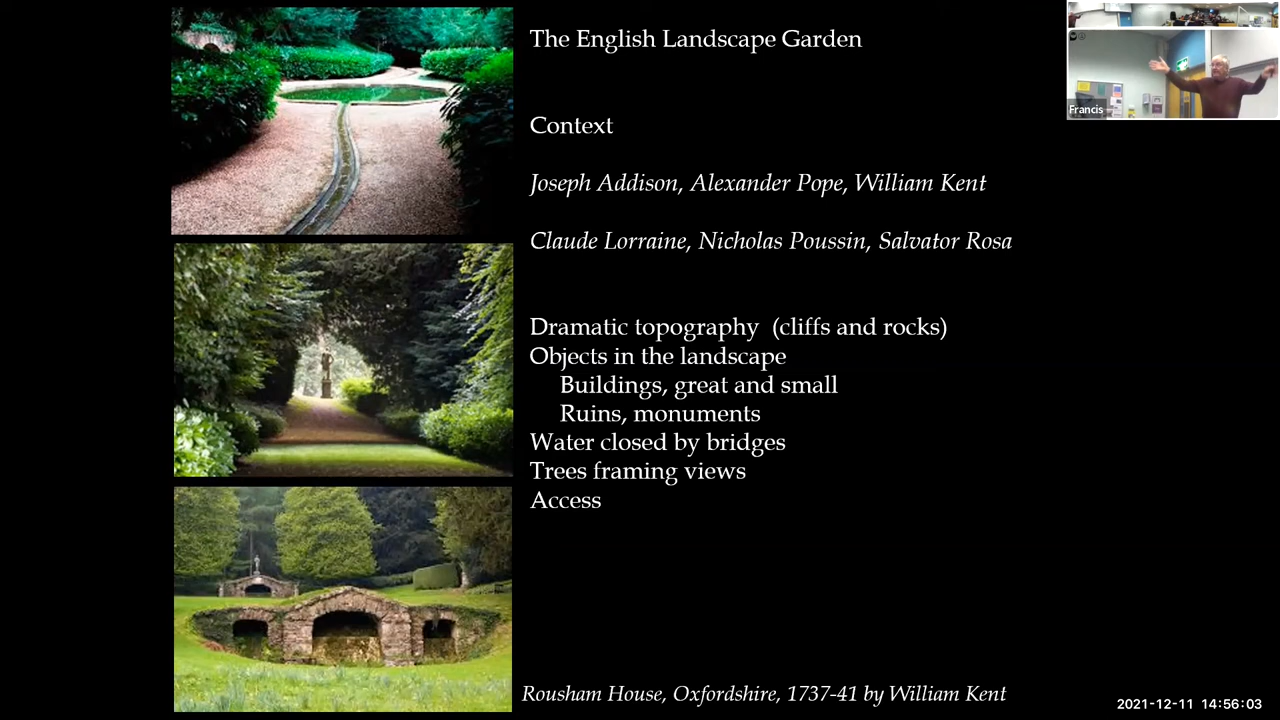 The English Landscape Garden
Francis
Context
Joseph Addison, Alexander Pope, William Kent
Claude Lorraine, Nicholas Poussin, Salvator Rosa
Dramatic topography (cliffs and rocks)
Objects in the landscape
Buildings, great and small
Ruins, monuments
Water closed by bridges
Trees framing views
Access
Rousham House, Oxfordshire, 1737-41 by William Kent
2021-12-11 14:56:03